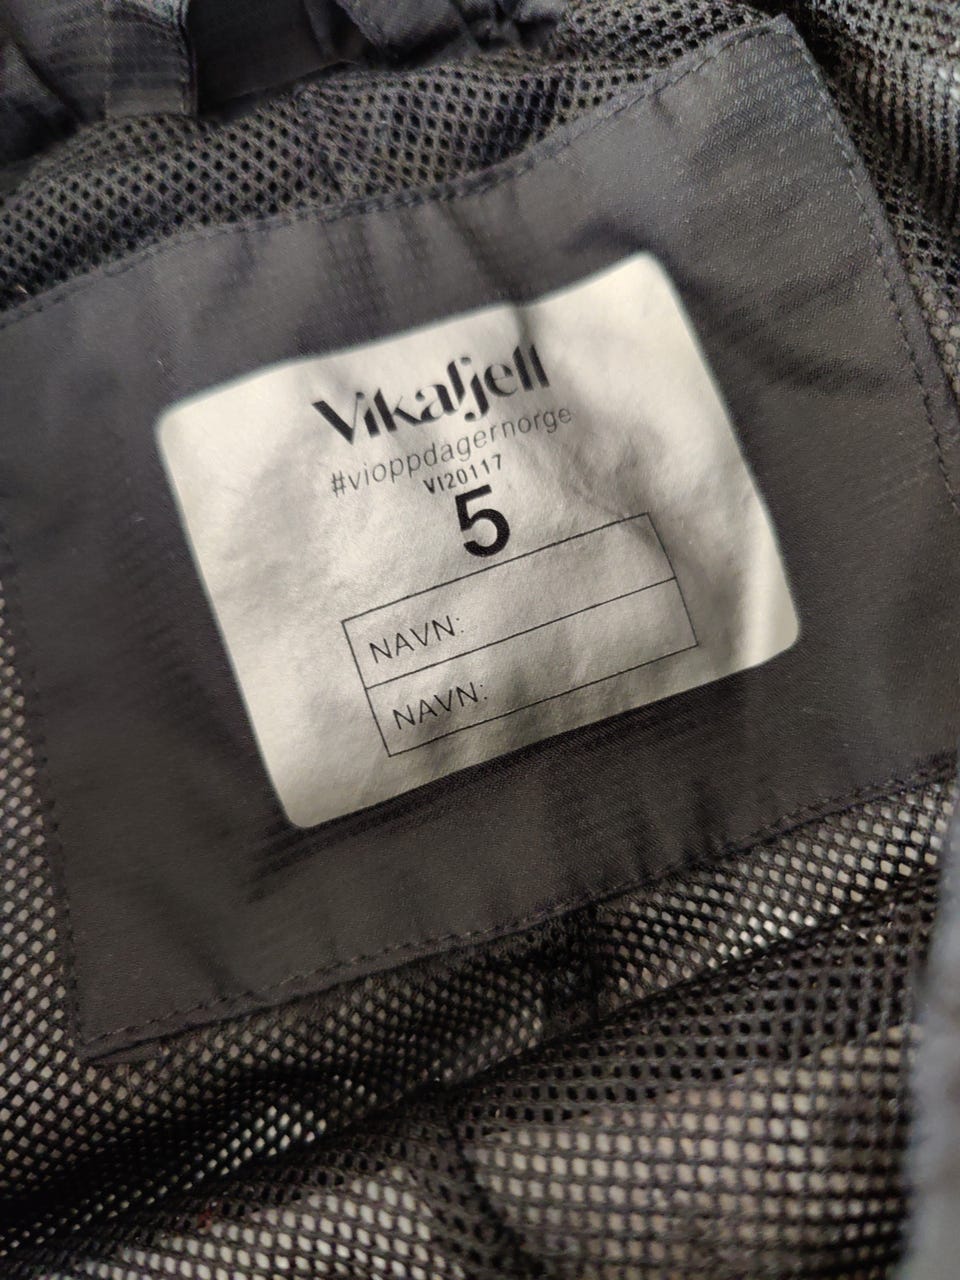 Vikafjell
#vioppdagernorge
VI20117
5
NAVN:
NAVN: